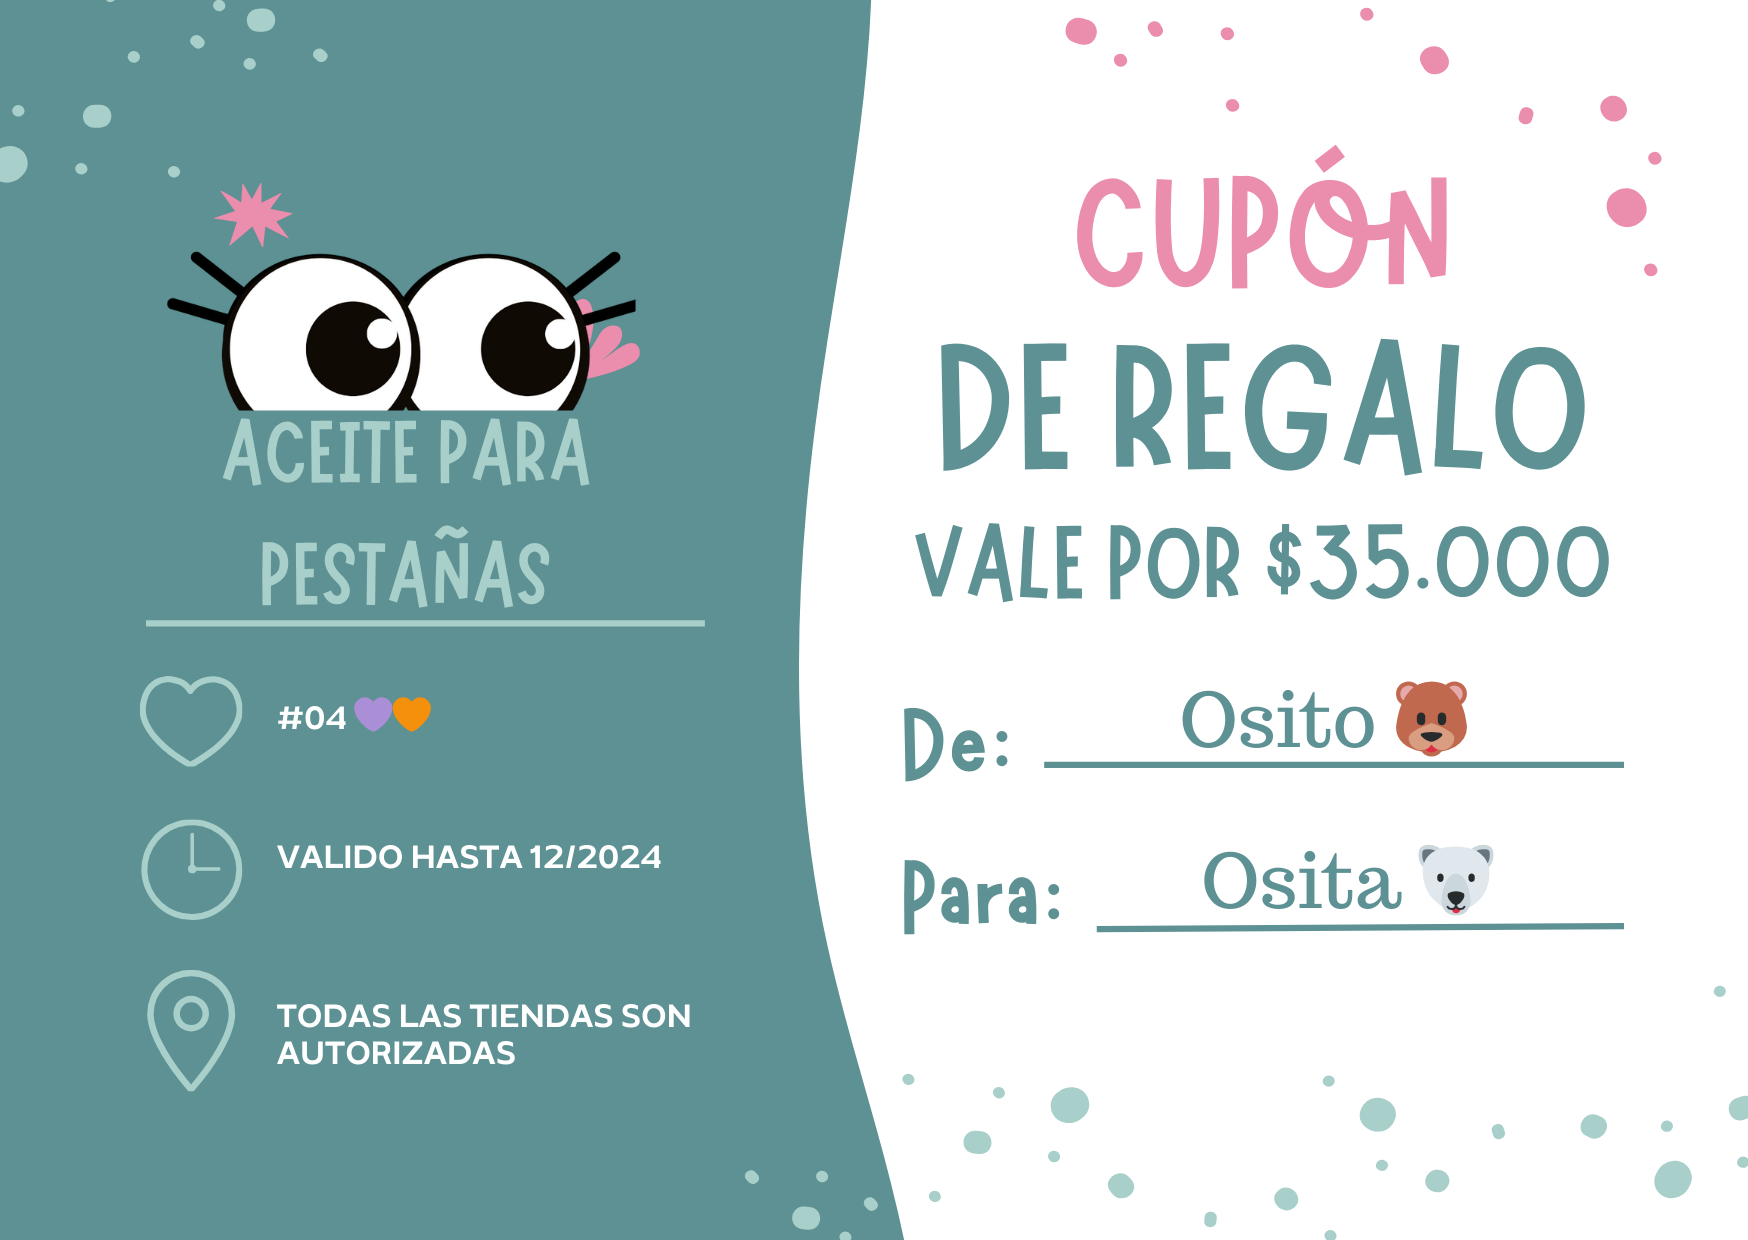 ACEITE PARA
PESTAÑAS
#04 💜🧡
VALIDO HASTA 12/2024
TODAS LAS TIENDAS SON
AUTORIZADAS
CUPÓN
DE REGALO
VALE POR $35.000
De: Osito 🐻
Para: Osita 🐻‍❄️